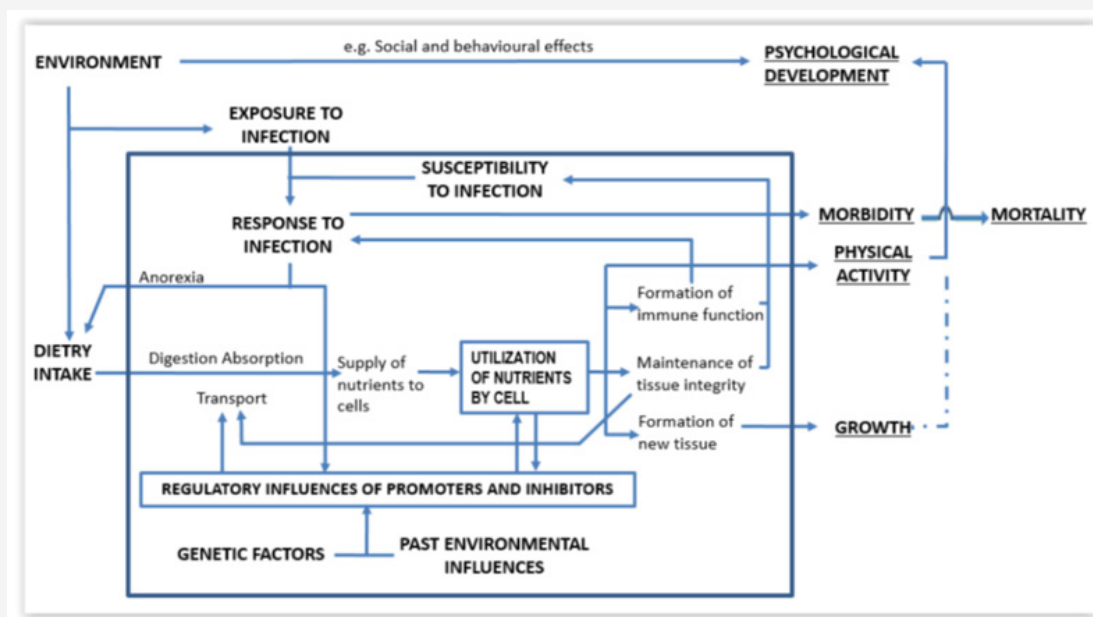 e.g. Social and behavioural effects
ENVIRONMENT
PSYCHOLOGICAL
DEVELOPMENT
EXPOSURE TO
INFECTION
SUSCEPTIBILITY
TO INFECTION
RESPONSE TO
INFECTION
MORBIDITY
MORTALITY
PHYSICAL
ACTIVITY
Anorexia
Formation of
immune function
DIETRY
INTAKE
Digestion Absorption
Transport
Supply of
nutrients to
cells
UTILIZATION
OF NUTRIENTS
BY CELL
Maintenance of
tissue integrity
Formation of
new tissue
GROWTH
REGULATORY INFLUENCES OF PROMOTERS AND INHIBITORS
GENETIC FACTORS
PAST ENVIRONMENTAL
INFLUENCES